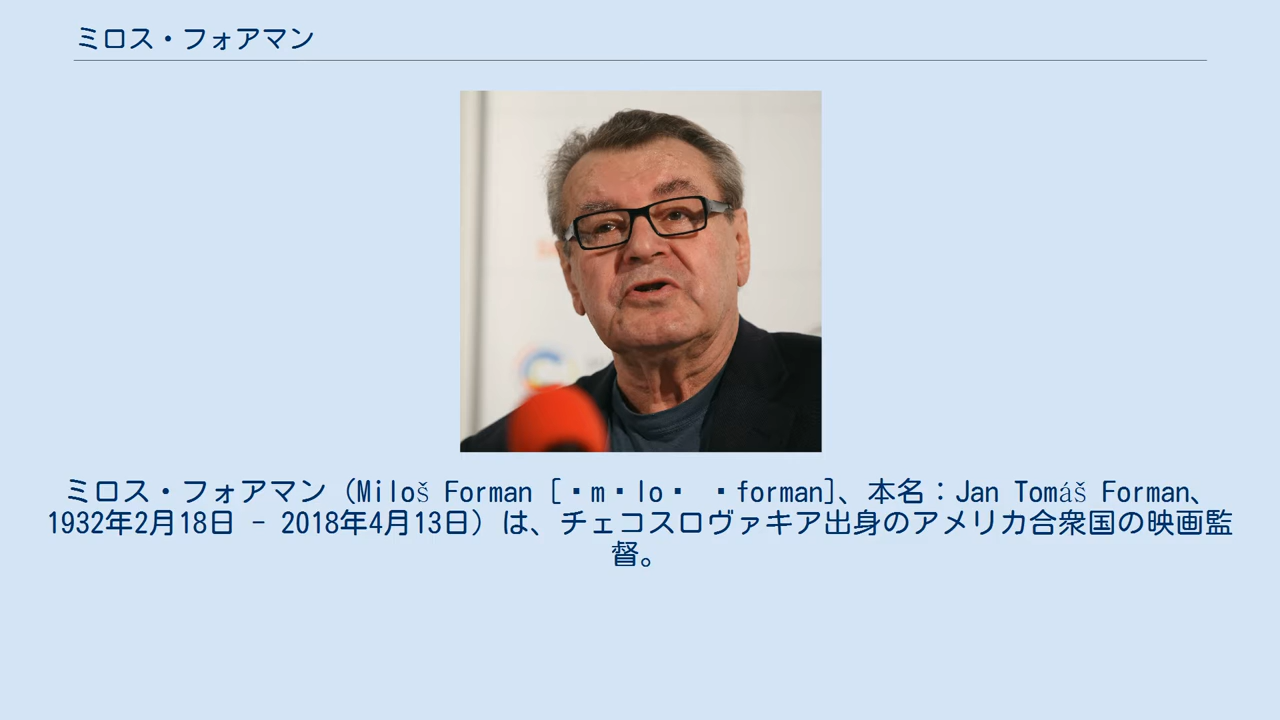 ミロス・フォアマン
ミロス・フォアマン（Miloš Forman [・m・lo・ ・forman]、本名：Jan Tomáš Forman、
1932年2月18日 - 2018年4月13日）は、チェコスロヴァキア出身のアメリカ合衆国の映画監
督。